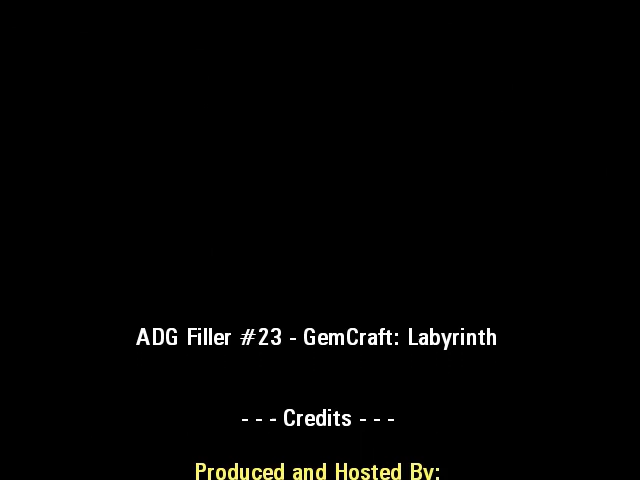 ADG Filler #23 - GemCraft: Labyrinth
- - - Credits - - -
Produced and Hosted By: